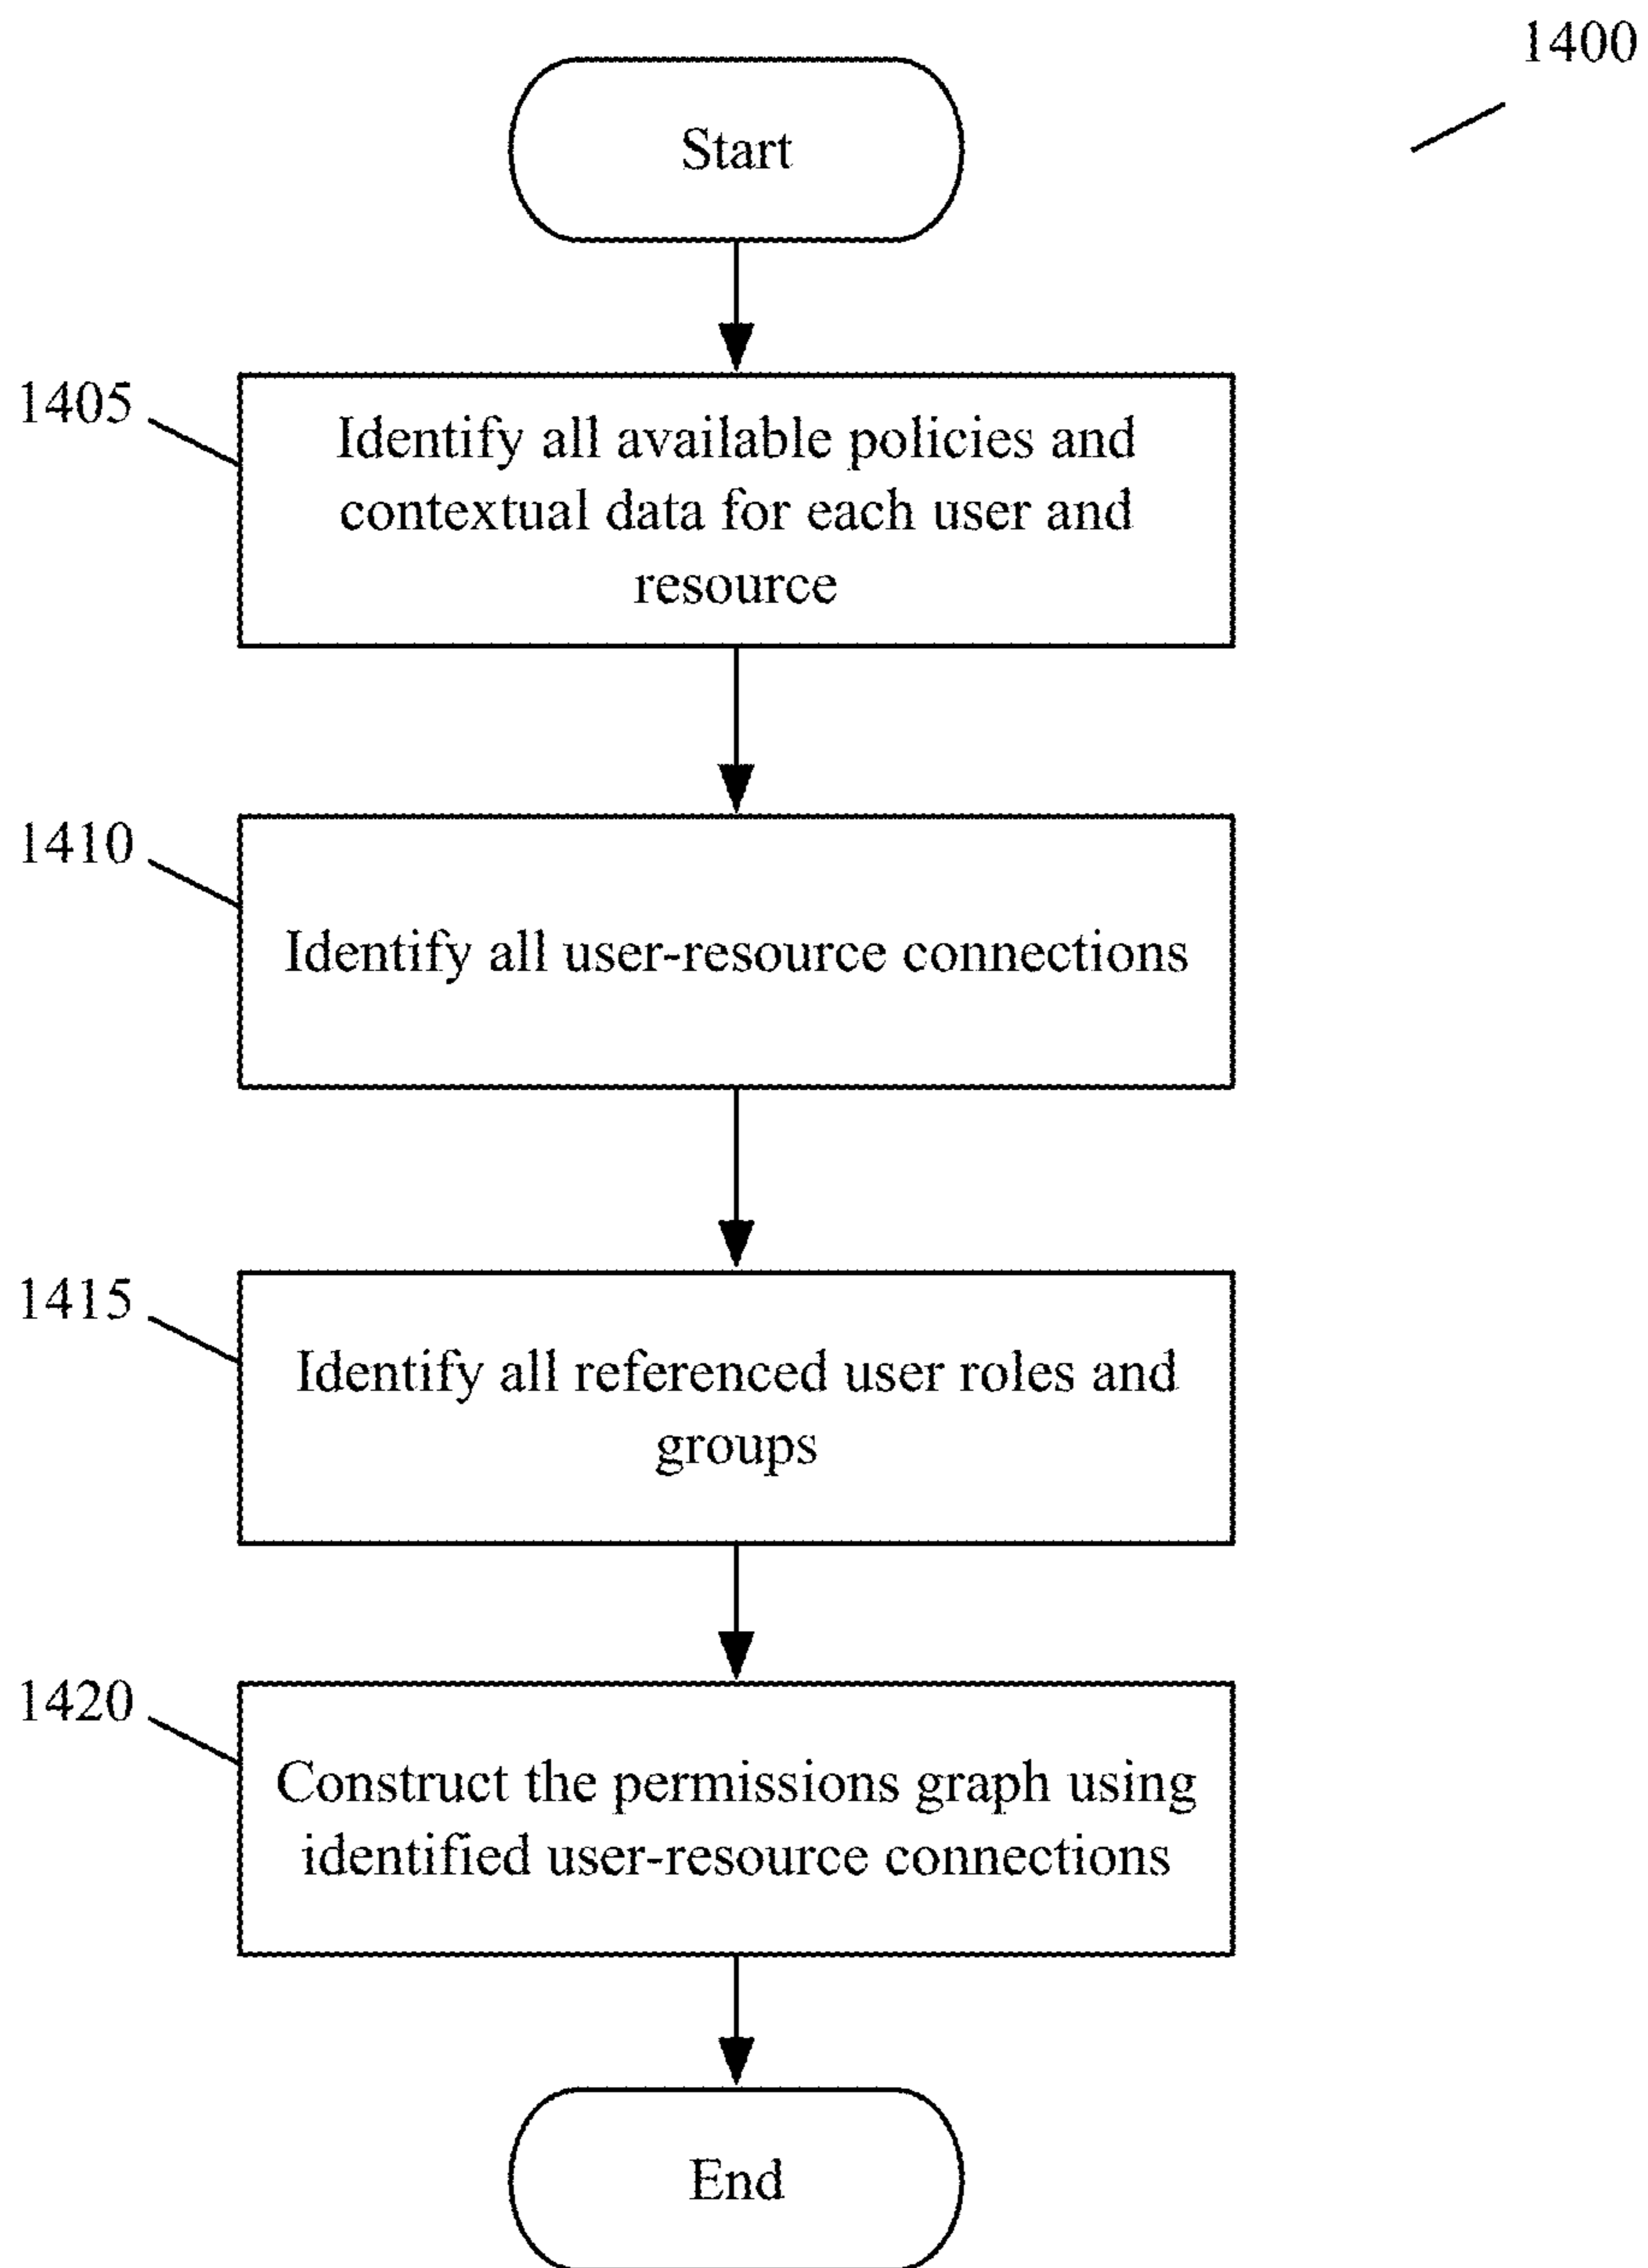 1400
Start
1405
Identify all available policies and
contextual data for each user and
resource
1410
Identify all user-resource connections
1415
Identify all referenced user roles and
groups
1420
Construct the permissions graph using
identified user-resource connections
End